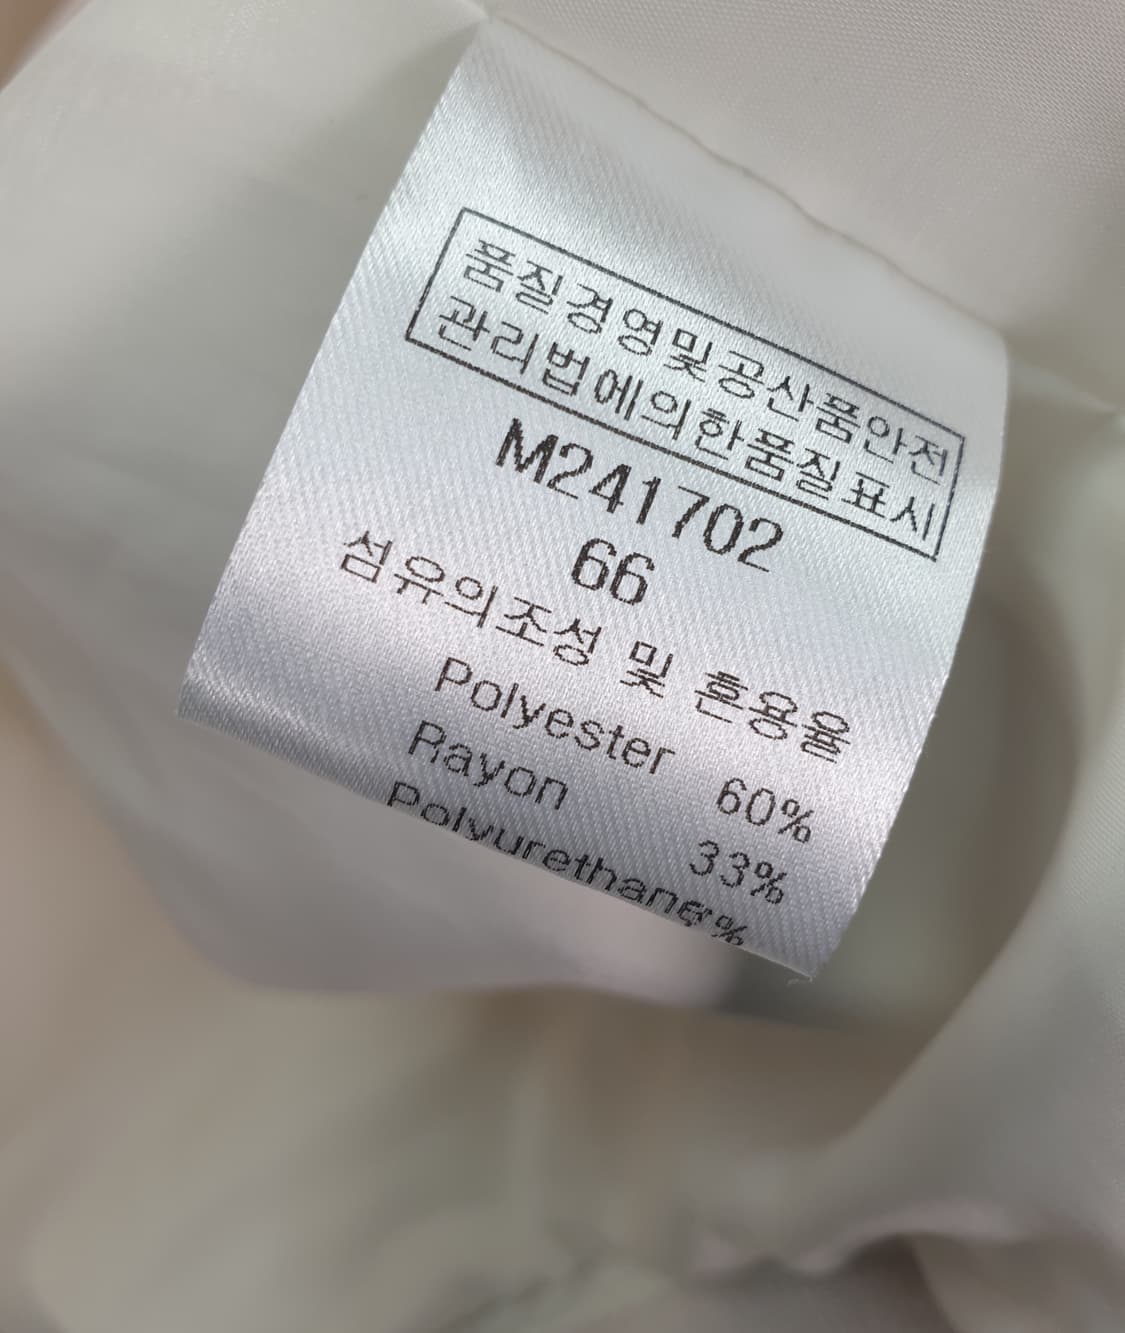 품질경영및공산품안전
관리법에의한품질표시
M241702
66
섬유의조성 및 혼용율
Polyester 60%
Rayon 33%
Polyurethane